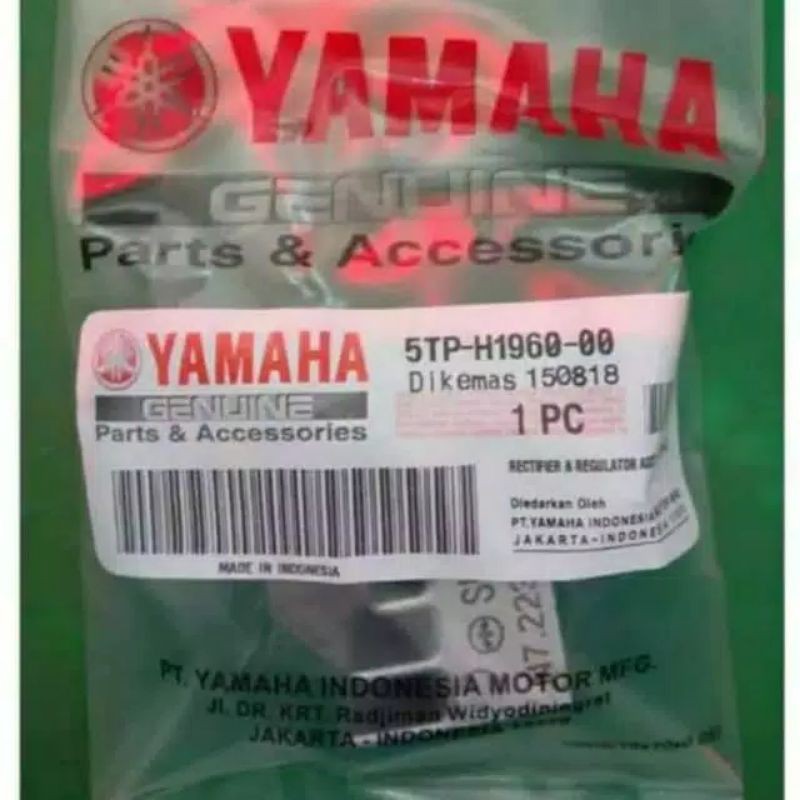 YAMAHA
GENUINE
Parts & Accessori
YAMAHA
GENUINE
Parts & Accessories
5TP-H1960-00
Dikemas 150818
1 PC
RECTIFIER & REGULATOR
Diedarkan Oleh
PT.YAMAHA INDONESIA
JAKARTA-INDONESIA
MADE IN INDONESIA
PT. YAMAHA INDONESIA MOTOR MFG.
Jl. DR. KRT. Radjiman Widyodiningrat
JAKARTA - INDONESIA